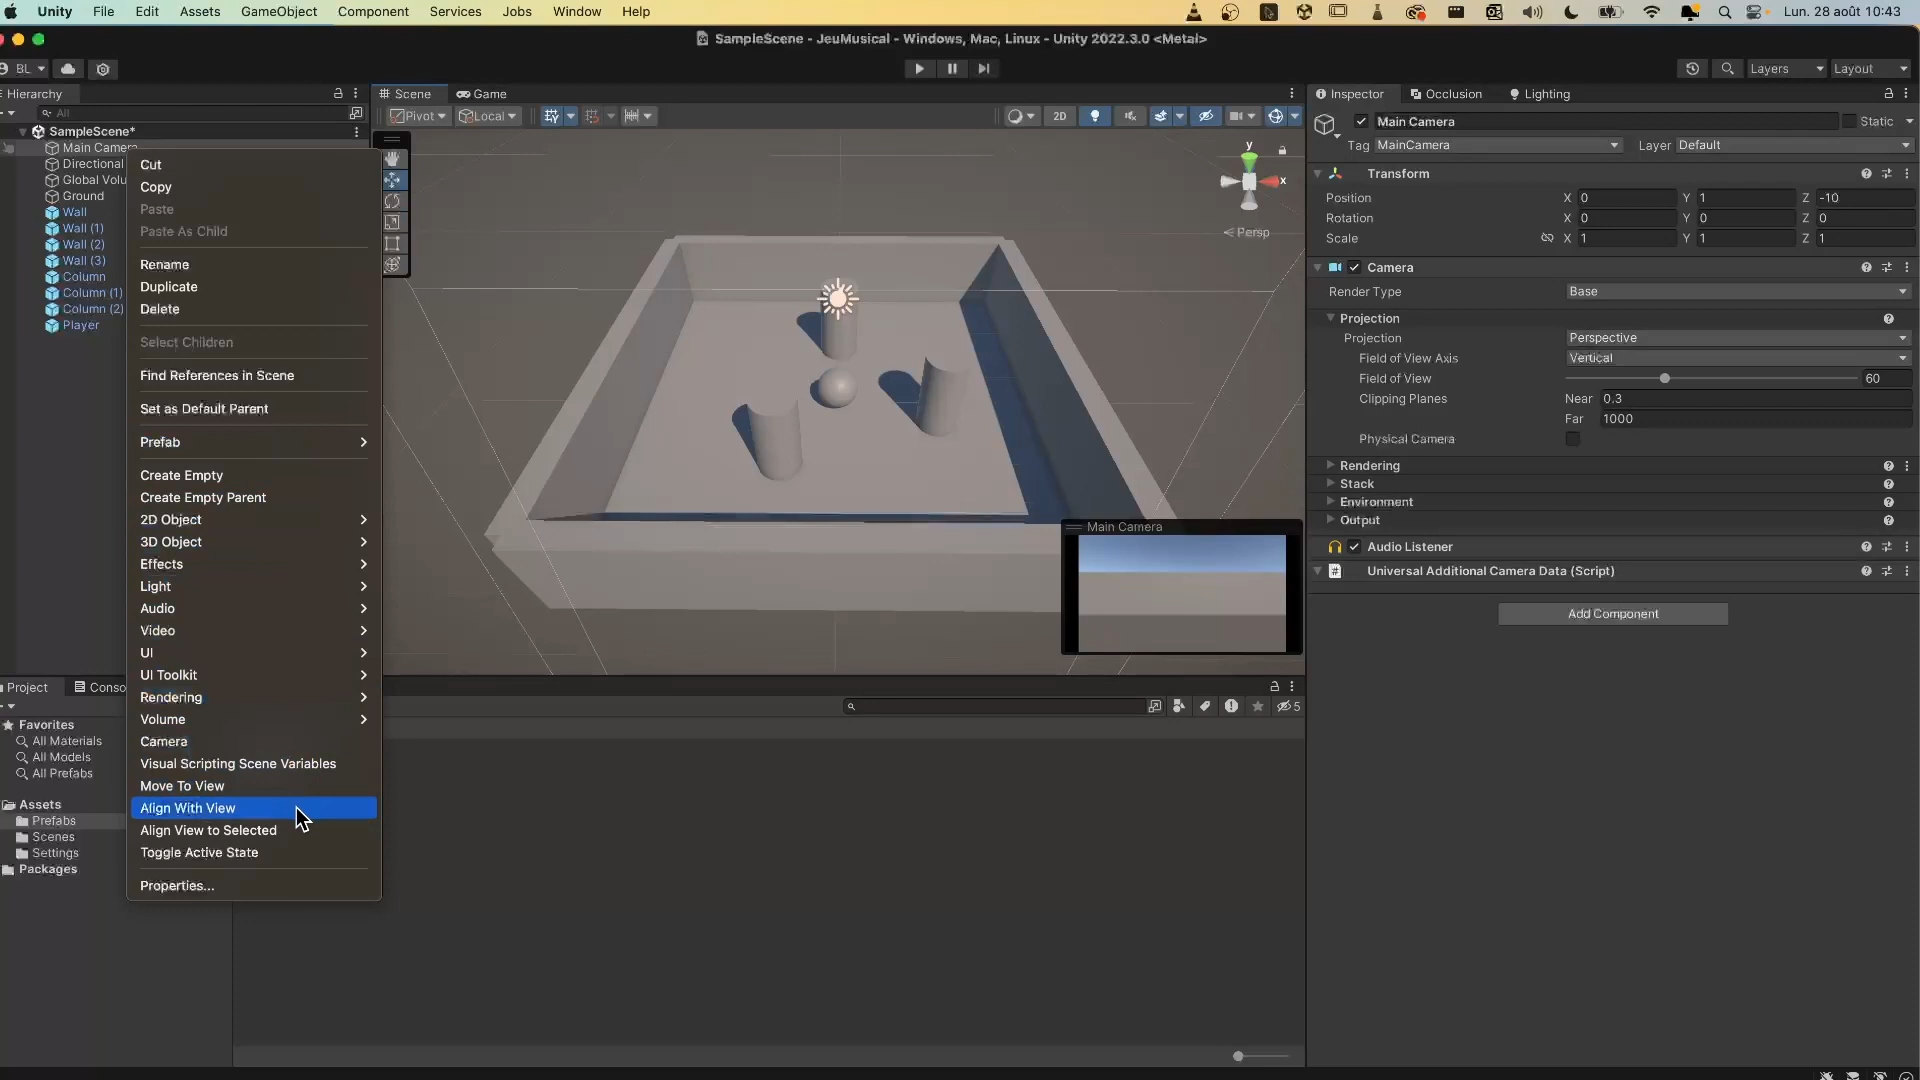 Unity File Edit Assets GameObject Component Services Jobs Window Help Lun. 28 août 10:43
SampleScene - JeuMusical - Windows, Mac, Linux - Unity 2022.3.0 <Metal>
BL Layers Layout
Hierarchy
All
SampleScene*
Main Camera
Directional
Global Volu
Ground
Wall
Wall (1)
Wall (2)
Wall (3)
Column
Column (1)
Column (2)
Player
Cut
Copy
Paste
Paste As Child
Rename
Duplicate
Delete
Select Children
Find References in Scene
Set as Default Parent
Prefab
Create Empty
Create Empty Parent
2D Object
3D Object
Effects
Light
Audio
Video
UI
UI Toolkit
Rendering
Volume
Camera
Visual Scripting Scene Variables
Move To View
Align With View
Align View to Selected
Toggle Active State
Properties...
Scene Game
Pivot Local 2D
y
x
Persp
Main Camera
Inspector Occlusion Lighting
Main Camera Static
Tag MainCamera Layer Default
Transform
Position X 0 Y 1 Z -10
Rotation X 0 Y 0 Z 0
Scale X 1 Y 1 Z 1
Camera
Render Type Base
Projection
Projection Perspective
Field of View Axis Vertical
Field of View 60
Clipping Planes Near 0.3
Far 1000
Physical Camera
Rendering
Stack
Environment
Output
Audio Listener
# Universal Additional Camera Data (Script)
Add Component
Project Conso
5
Favorites
All Materials
All Models
All Prefabs
Assets
Prefabs
Scenes
Settings
Packages